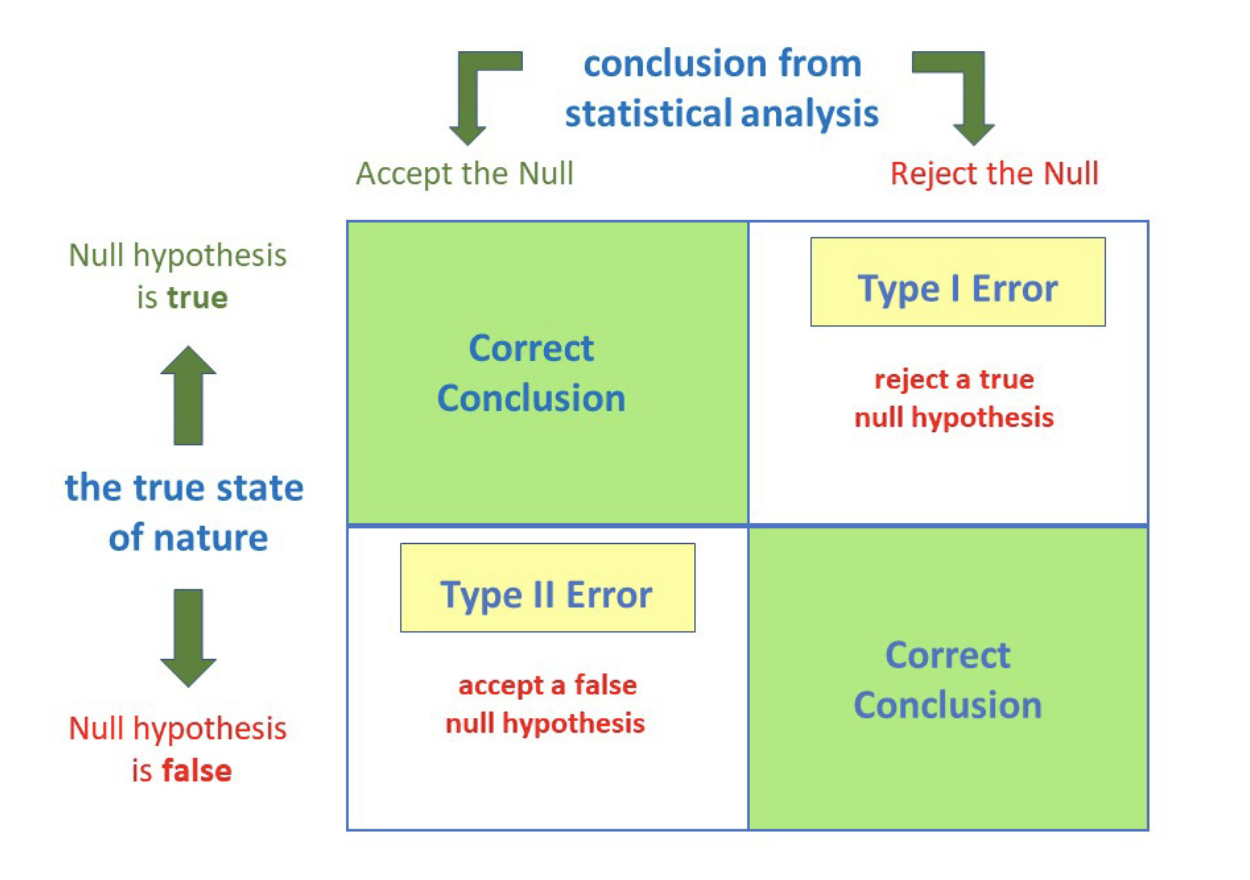 conclusion from
statistical analysis
Accept the Null
Reject the Null
Null hypothesis
is true
Type I Error
Correct
Conclusion
reject a true
null hypothesis
the true state
of nature
Type II Error
accept a false
null hypothesis
Correct
Conclusion
Null hypothesis
is false